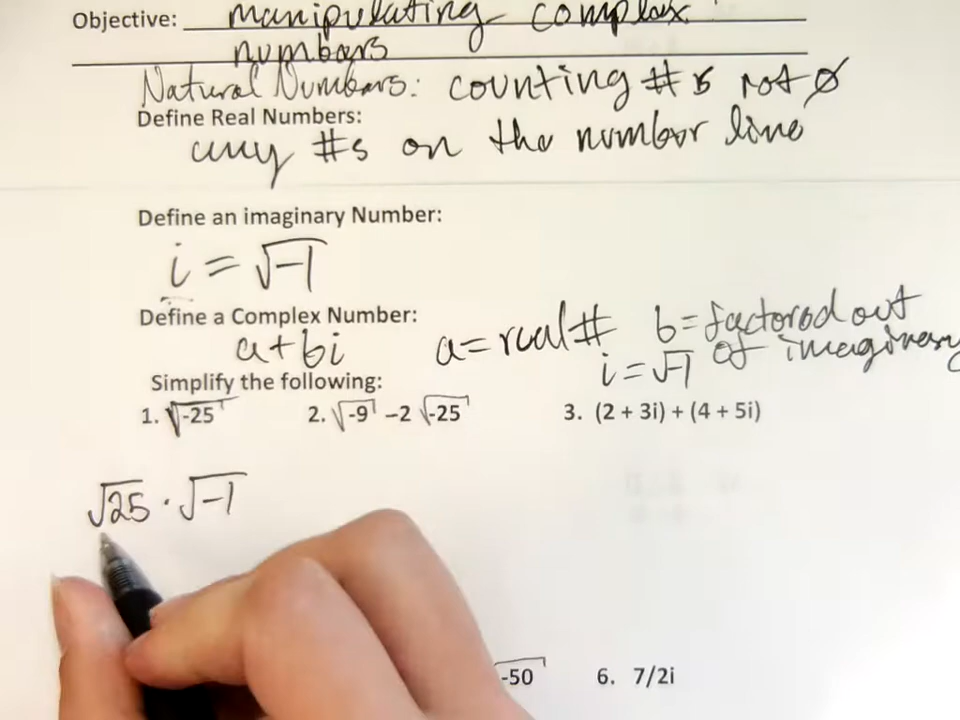 Objective: manipulating complex
numbers
Natural Numbers: counting #s not 0
Define Real Numbers:
any #s on the number line
Define an imaginary Number:
i = √-1
Define a Complex Number:
a+bi a=real# b=factored out
i=√-1 of imaginary
Simplify the following:
1. √-25 2. √-9 -2 √-25 3. (2 + 3i) + (4 + 5i)
√25 · √-1
-50 6. 7/2i